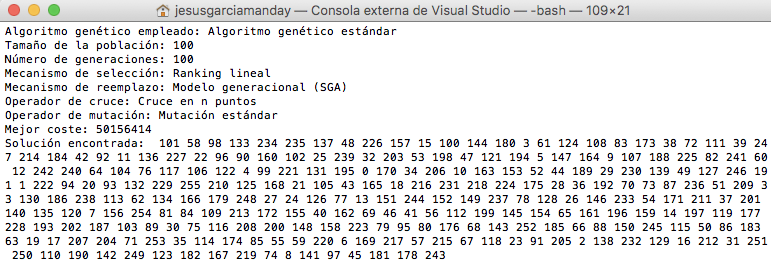 jesusgarciamanday — Consola externa de Visual Studio — -bash — 109×21
Algoritmo genético empleado: Algoritmo genético estándar
Tamaño de la población: 100
Número de generaciones: 100
Mecanismo de selección: Ranking lineal
Mecanismo de reemplazo: Modelo generacional (SGA)
Operador de cruce: Cruce en n puntos
Operador de mutación: Mutación estándar
Mejor coste: 50156414
Solución encontrada:  101 58 98 133 234 235 137 48 226 157 15 100 144 180 3 61 124 108 83 173 38 72 111 39 24
7 214 184 42 92 11 136 227 22 96 90 160 102 25 239 32 203 53 198 47 121 194 5 147 164 9 107 188 225 82 241 60
 12 242 240 64 104 76 117 106 122 4 99 221 131 195 0 170 34 206 10 163 153 52 44 189 29 230 139 49 127 246 19
1 1 222 94 20 93 132 229 255 210 125 168 21 105 43 165 18 216 231 218 224 175 28 36 192 70 73 87 236 51 209 3
3 130 186 238 113 62 134 166 179 248 27 24 126 77 13 151 244 152 149 237 78 128 26 146 233 54 171 211 37 201
140 135 120 7 156 254 81 84 109 213 172 155 40 162 69 46 41 56 112 199 145 154 65 161 196 159 14 197 119 177
228 193 202 187 103 89 30 75 116 208 200 148 158 223 79 95 80 176 68 143 252 185 66 88 150 245 115 50 86 183
63 19 17 207 204 71 253 35 114 174 85 55 59 220 6 169 217 57 215 67 118 23 91 205 2 138 232 129 16 212 31 251
 250 110 190 142 249 123 182 167 219 74 8 141 97 45 181 178 243